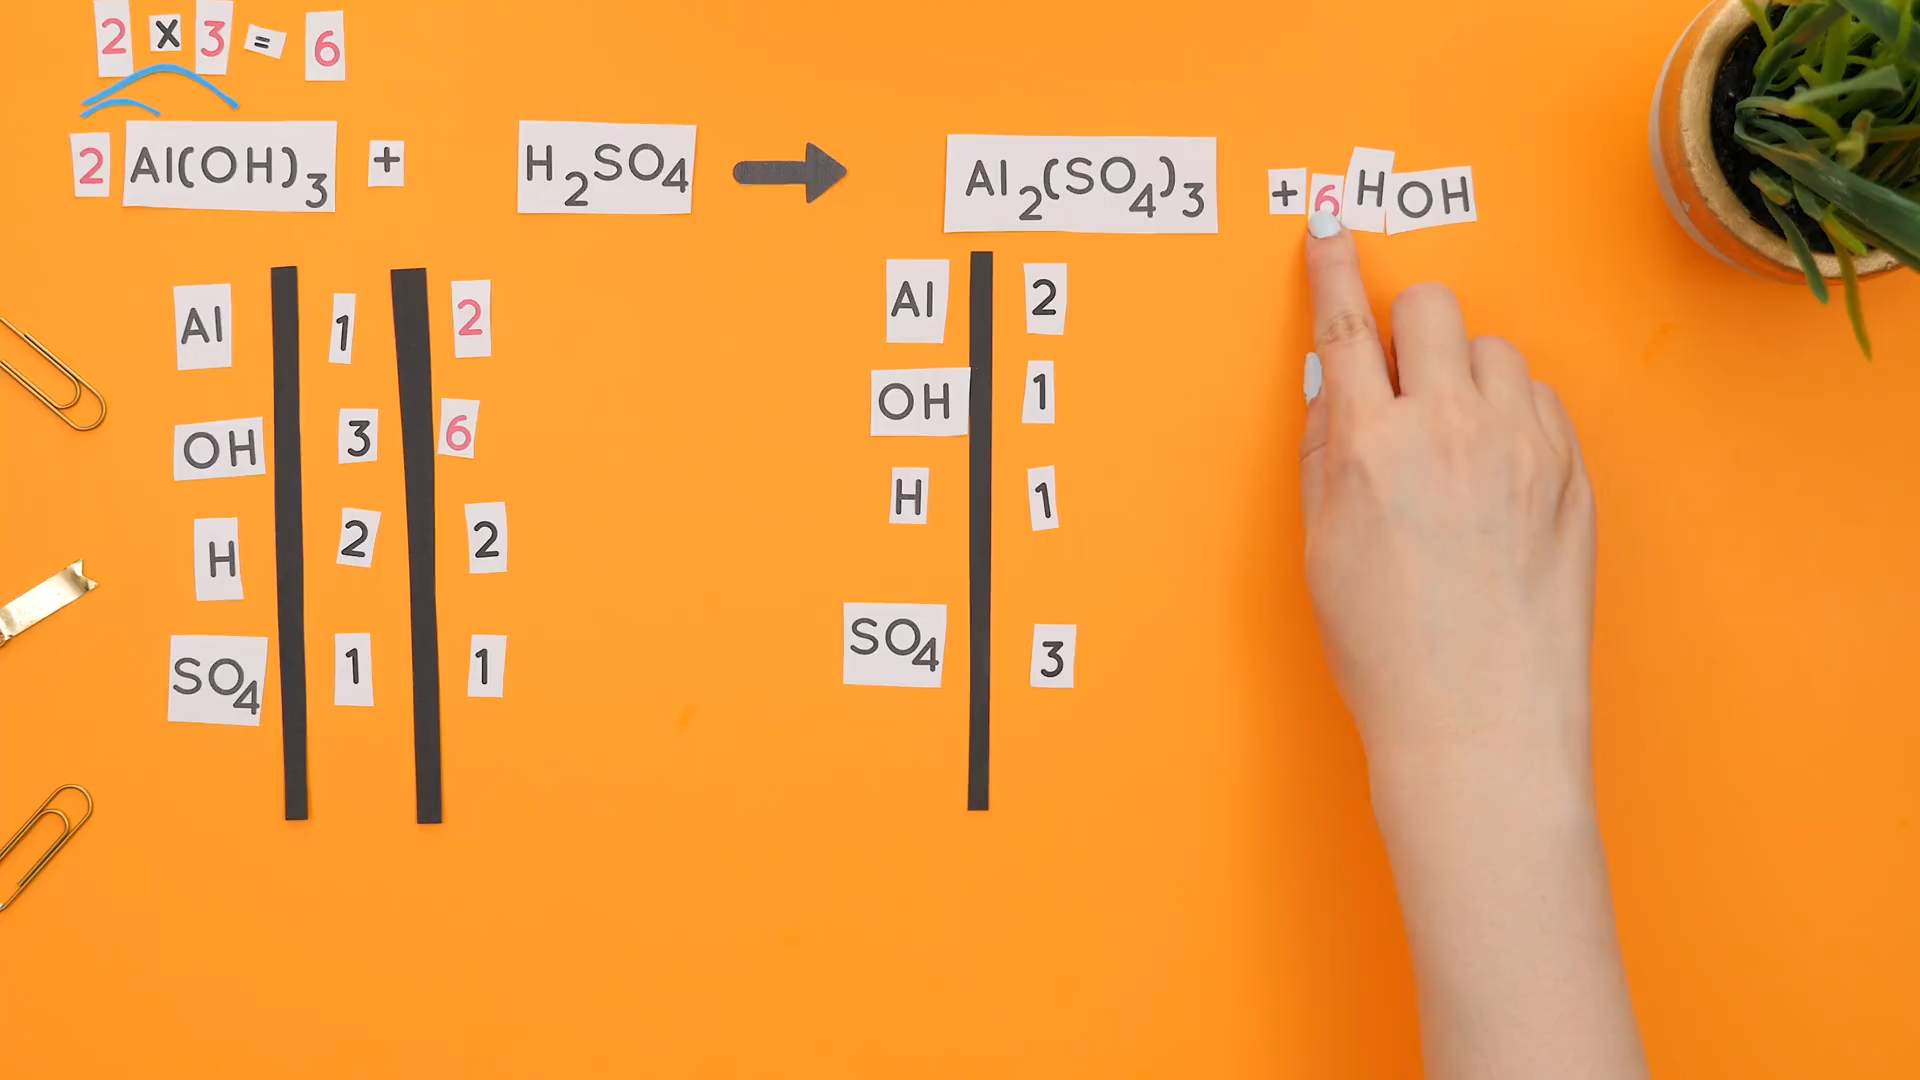 2 x 3 = 6
2 Al(OH)₃ + H₂SO₄ → Al₂(SO₄)₃ + 6 H OH
Al 1 2 Al 2
OH 3 6 OH 1
H 2 2 H 1
SO₄ 1 1 SO₄ 3